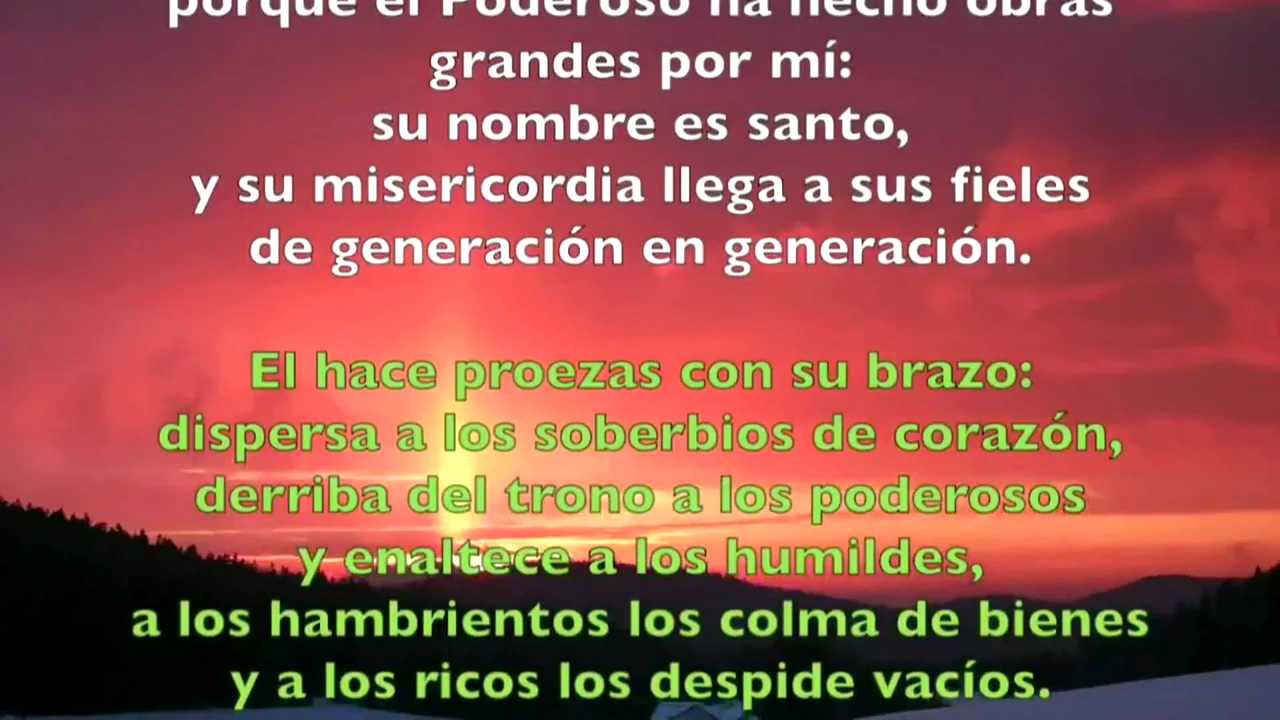 porque el Poderoso ha hecho obras
grandes por mí:
su nombre es santo,
y su misericordia llega a sus fieles
de generación en generación.
El hace proezas con su brazo:
dispersa a los soberbios de corazón,
derriba del trono a los poderosos
y enaltece a los humildes,
a los hambrientos los colma de bienes
y a los ricos los despide vacíos.